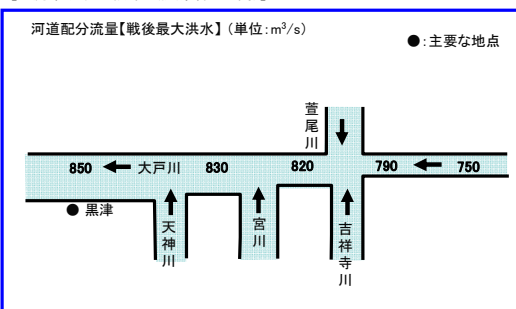 河道配分流量【戦後最大洪水】(単位:m³/s)
●:主要な地点
萱尾川
850
大戸川
830
820
790
750
● 黒津
天神川
宮川
吉祥寺川